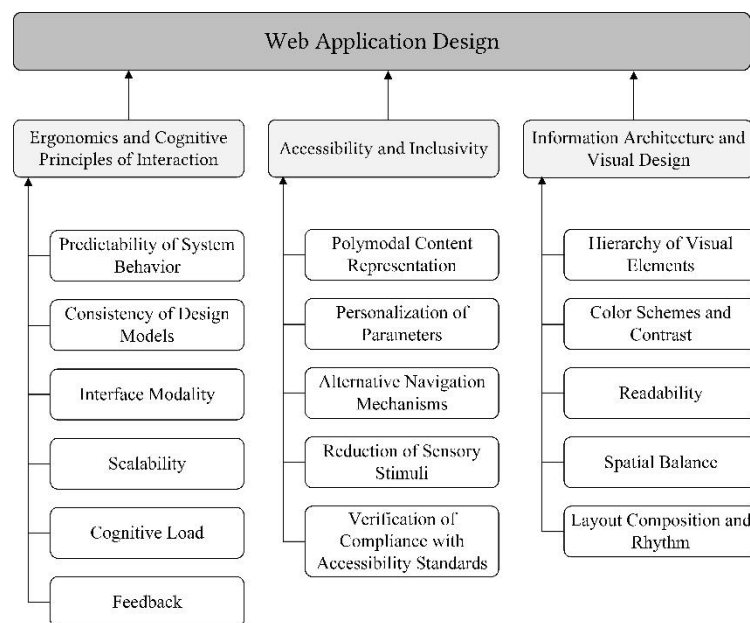 Web Application Design
Ergonomics and Cognitive
Principles of Interaction
Predictability of System
Behavior
Consistency of Design
Models
Interface Modality
Scalability
Cognitive Load
Feedback
Accessibility and Inclusivity
Polymodal Content
Representation
Personalization of
Parameters
Alternative Navigation
Mechanisms
Reduction of Sensory
Stimuli
Verification of
Compliance with
Accessibility Standards
Information Architecture and
Visual Design
Hierarchy of Visual
Elements
Color Schemes and
Contrast
Readability
Spatial Balance
Layout Composition and
Rhythm